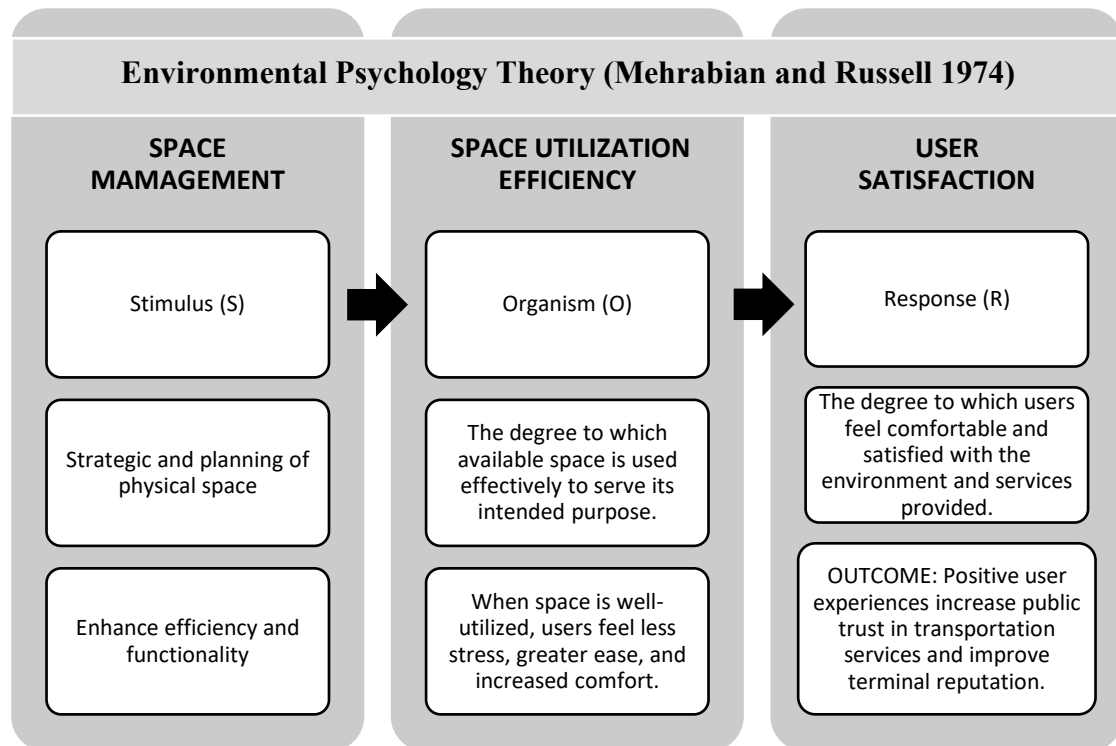 Environmental Psychology Theory (Mehrabian and Russell 1974)
SPACE
MAMAGEMENT
Stimulus (S)
Strategic and planning of
physical space
Enhance efficiency and
functionality
SPACE UTILIZATION
EFFICIENCY
Organism (O)
The degree to which
available space is used
effectively to serve its
intended purpose.
When space is well-
utilized, users feel less
stress, greater ease, and
increased comfort.
USER
SATISFACTION
Response (R)
The degree to which users
feel comfortable and
satisfied with the
environment and services
provided.
OUTCOME: Positive user
experiences increase public
trust in transportation
services and improve
terminal reputation.